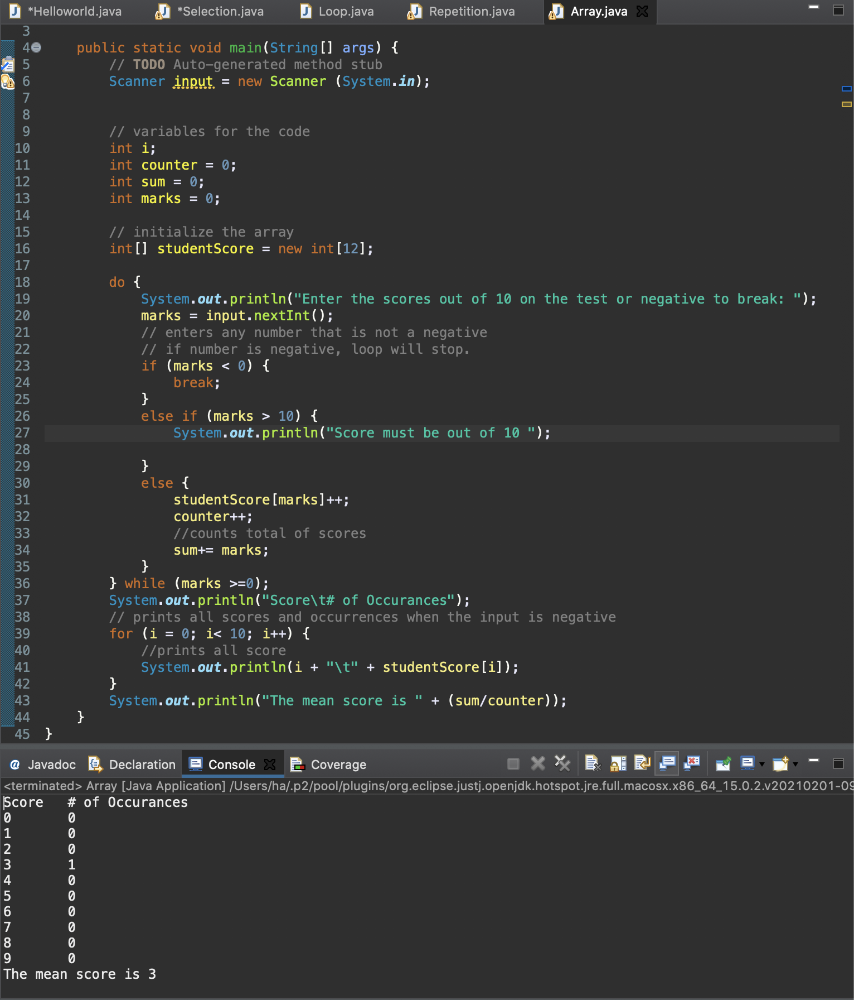 *Helloworld.java *Selection.java Loop.java Repetition.java Array.java
3
4 public static void main(String[] args) {
5 // TODO Auto-generated method stub
6 Scanner input = new Scanner (System.in);
7
8
9 // variables for the code
10 int i;
11 int counter = 0;
12 int sum = 0;
13 int marks = 0;
14
15 // initialize the array
16 int[] studentScore = new int[12];
17
18 do {
19 System.out.println("Enter the scores out of 10 on the test or negative to break: ");
20 marks = input.nextInt();
21 // enters any number that is not a negative
22 // if number is negative, loop will stop.
23 if (marks < 0) {
24 break;
25 }
26 else if (marks > 10) {
27 System.out.println("Score must be out of 10 ");
28
29 }
30 else {
31 studentScore[marks]++;
32 counter++;
33 //counts total of scores
34 sum+= marks;
35 }
36 } while (marks >=0);
37 System.out.println("Score\t# of Occurances");
38 // prints all scores and occurrences when the input is negative
39 for (i = 0; i< 10; i++) {
40 //prints all score
41 System.out.println(i + "\t" + studentScore[i]);
42 }
43 System.out.println("The mean score is " + (sum/counter));
44 }
45 }
@ Javadoc Declaration Console Coverage
<terminated> Array [Java Application] /Users/ha/.p2/pool/plugins/org.eclipse.justj.openjdk.hotspot.jre.full.macosx.x86_64_15.0.2.v20210201-09
Score # of Occurances
0 0
1 0
2 0
3 1
4 0
5 0
6 0
7 0
8 0
9 0
The mean score is 3